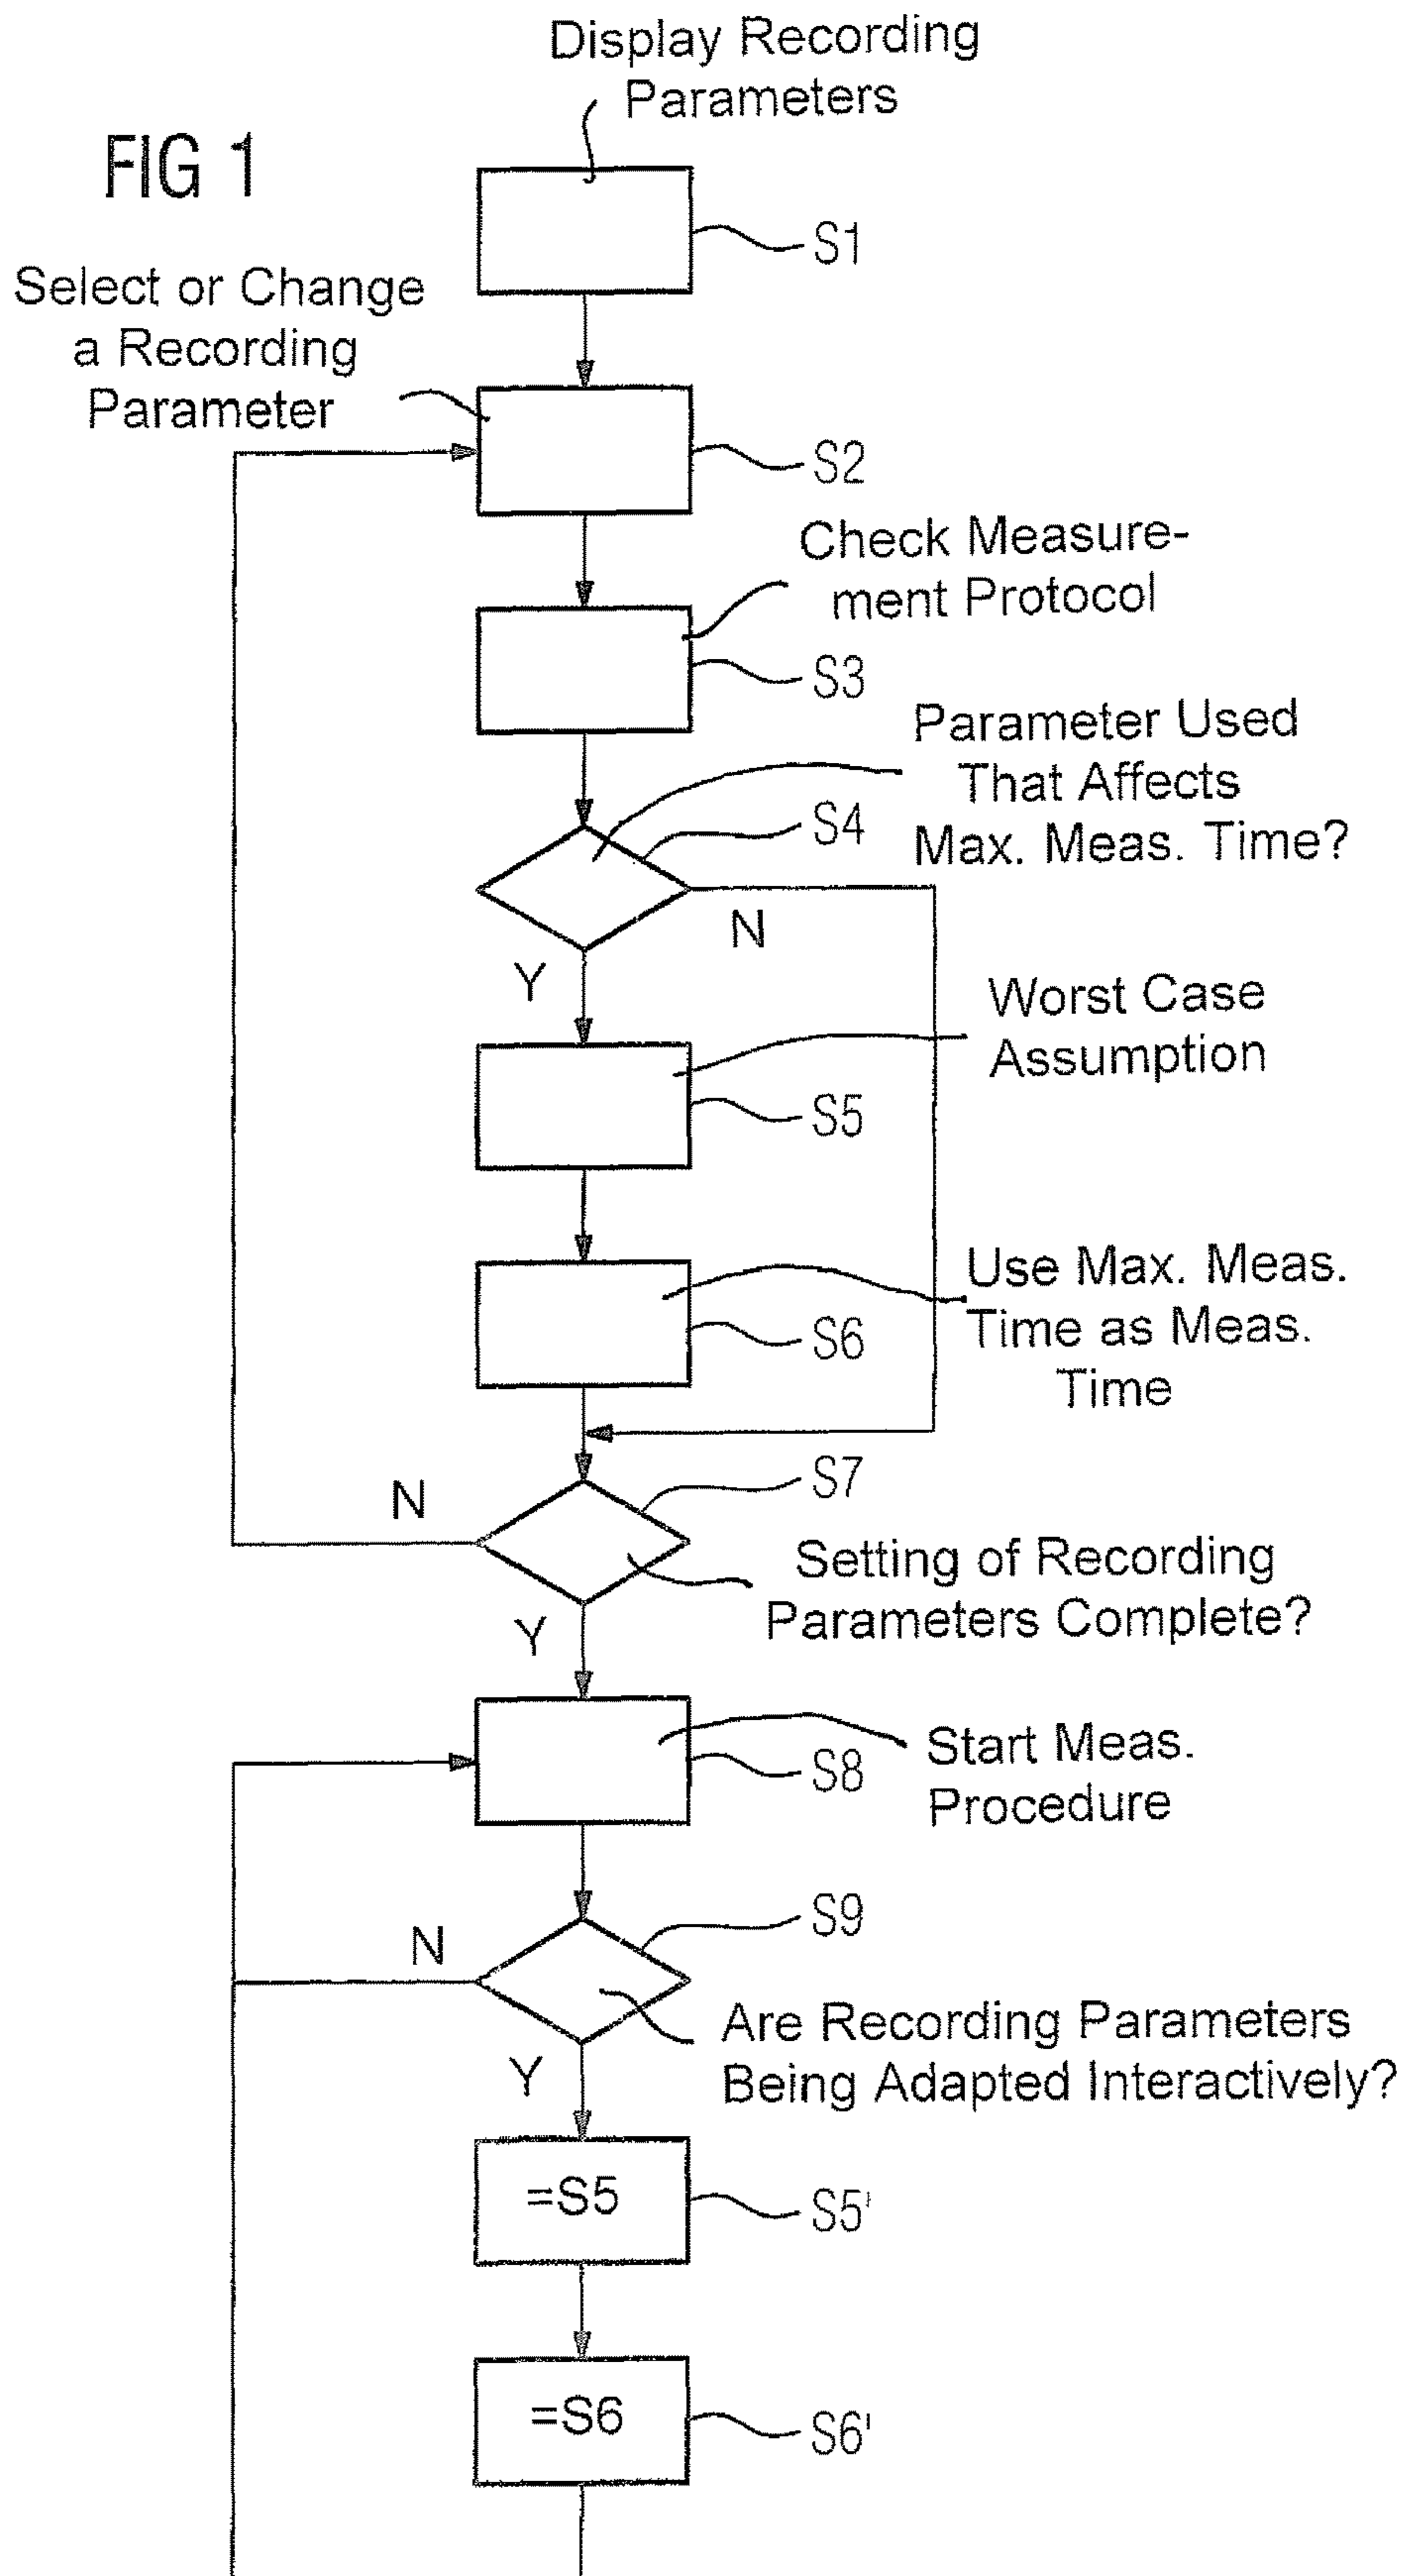 Display Recording
Parameters
FIG 1
S1
Select or Change
a Recording
Parameter
S2
Check Measure-
ment Protocol
S3
Parameter Used
That Affects
Max. Meas. Time?
S4
N
Y
Worst Case
Assumption
S5
Use Max. Meas.
Time as Meas.
Time
S6
S7
N
Setting of Recording
Parameters Complete?
Y
Start Meas.
Procedure
S8
S9
N
Are Recording Parameters
Being Adapted Interactively?
Y
=S5
S5'
=S6
S6'